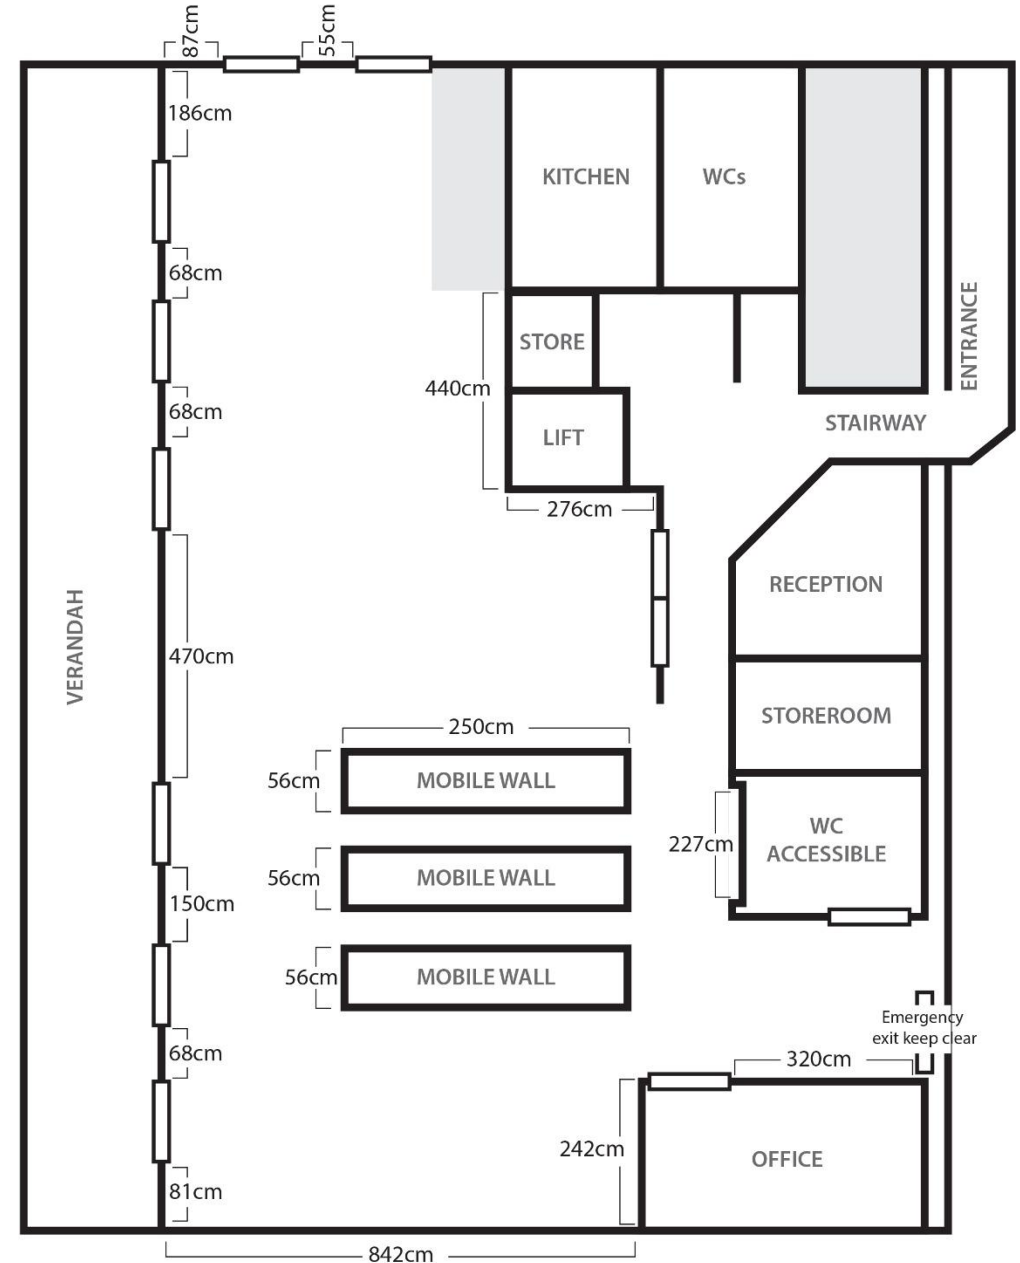 87cm
55cm
186cm
KITCHEN
WCs
68cm
ENTRANCE
STORE
440cm
68cm
STAIRWAY
LIFT
276cm
RECEPTION
VERANDAH
470cm
STOREROOM
250cm
56cm
MOBILE WALL
WC
ACCESSIBLE
227cm
56cm
MOBILE WALL
150cm
56cm
MOBILE WALL
Emergency
exit keep clear
68cm
320cm
242cm
OFFICE
81cm
842cm